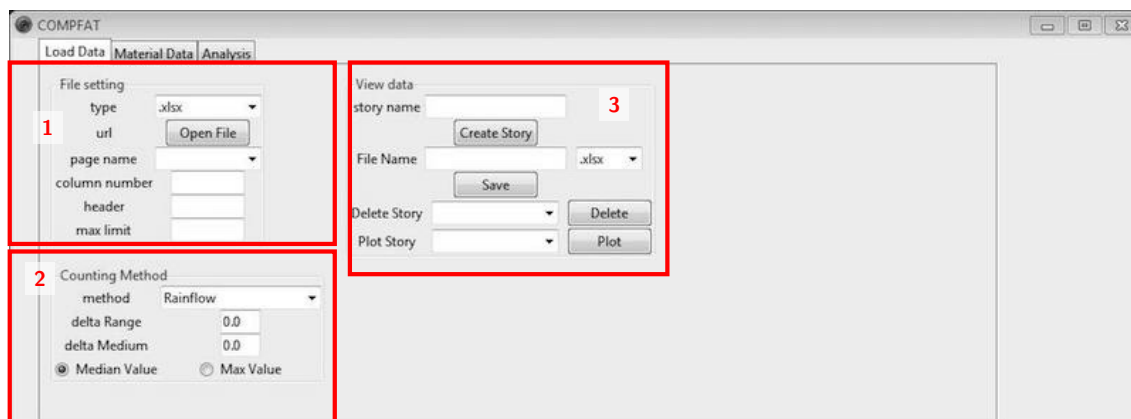 COMPFAT
Load Data Material Data Analysis
1
File setting
type .xlsx
url Open File
page name
column number
header
max limit
2
Counting Method
method Rainflow
delta Range 0.0
delta Medium 0.0
Median Value Max Value
3
View data
story name
Create Story
File Name .xlsx
Save
Delete Story Delete
Plot Story Plot